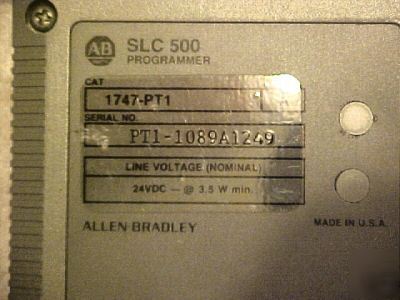 AB SLC 500
PROGRAMMER
CAT
1747-PT1
SERIAL NO.
PT1-1089A1249
LINE VOLTAGE (NOMINAL)
24VDC — @ 3.5 W min.
ALLEN BRADLEY
MADE IN U.S.A.